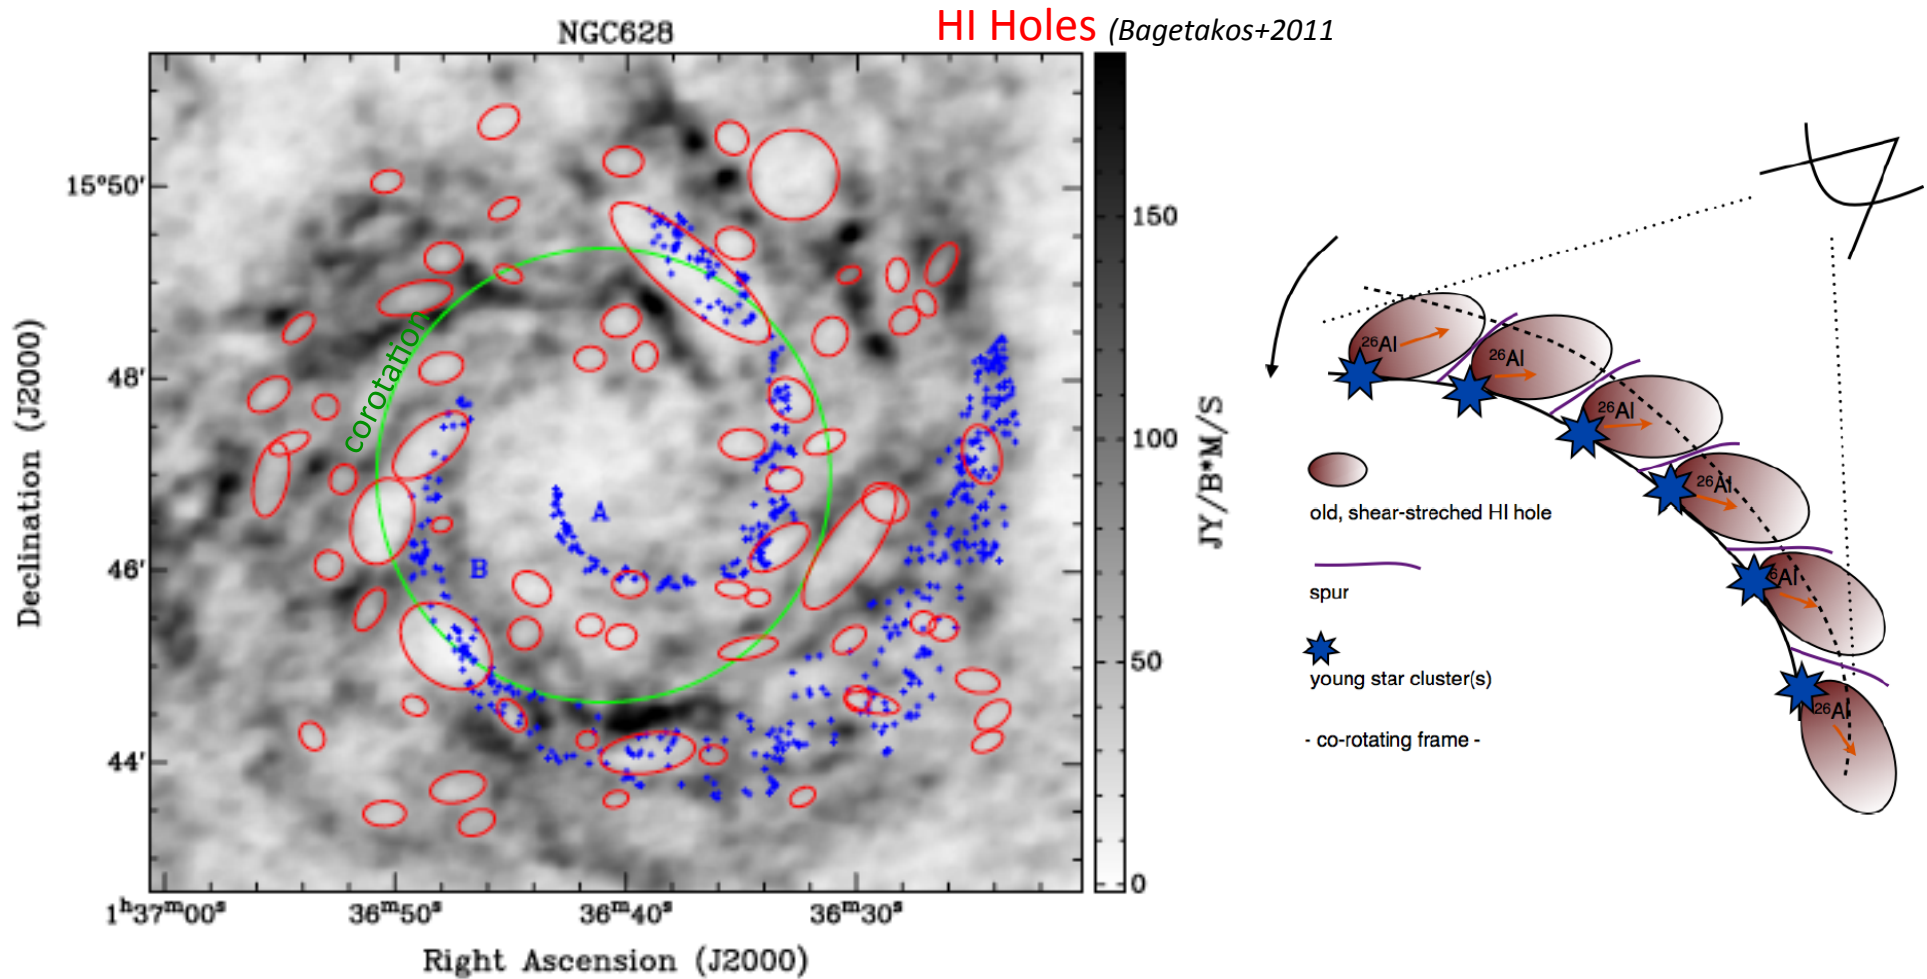 NGC628
HI Holes (Bagetakos+2011
15°50'
48'
46'
44'
Declination (J2000)
corotation
A
B
1ʰ37ᵐ00ˢ
36ᵐ50ˢ
36ᵐ40ˢ
36ᵐ30ˢ
Right Ascension (J2000)
150
100
50
0
JY/B*M/S
²⁶Al
²⁶Al
²⁶Al
²⁶Al
⁶Al
²⁶Al
old, shear-streched HI hole
spur
young star cluster(s)
- co-rotating frame -